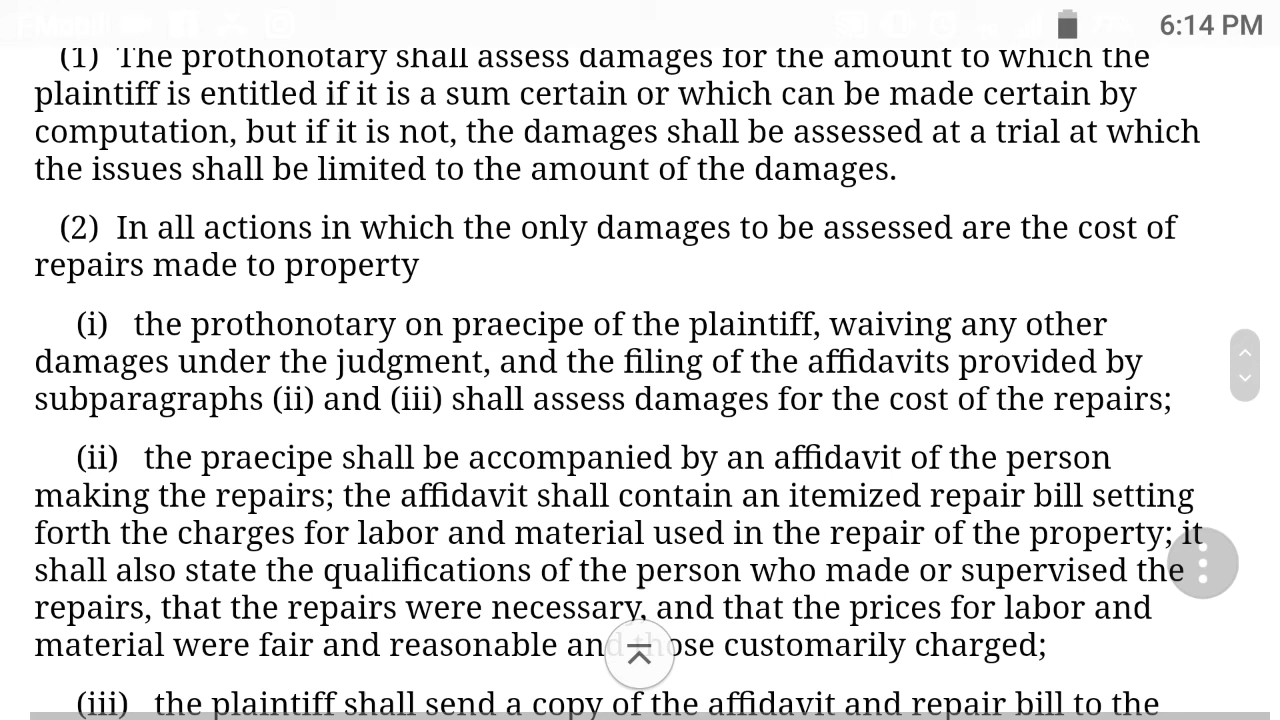 6:14 PM
(1) The prothonotary shall assess damages for the amount to which the
plaintiff is entitled if it is a sum certain or which can be made certain by
computation, but if it is not, the damages shall be assessed at a trial at which
the issues shall be limited to the amount of the damages.
(2) In all actions in which the only damages to be assessed are the cost of
repairs made to property
(i) the prothonotary on praecipe of the plaintiff, waiving any other
damages under the judgment, and the filing of the affidavits provided by
subparagraphs (ii) and (iii) shall assess damages for the cost of the repairs;
(ii) the praecipe shall be accompanied by an affidavit of the person
making the repairs; the affidavit shall contain an itemized repair bill setting
forth the charges for labor and material used in the repair of the property; it
shall also state the qualifications of the person who made or supervised the
repairs, that the repairs were necessary, and that the prices for labor and
material were fair and reasonable and those customarily charged;
(iii) the plaintiff shall send a copy of the affidavit and repair bill to the